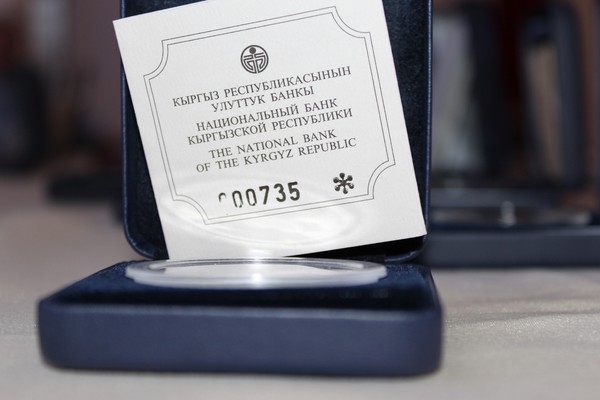 КЫРГЫЗ РЕСПУБЛИКАСЫНЫН
УЛУТТУК БАНКЫ
НАЦИОНАЛЬНЫЙ БАНК
КЫРГЫЗСКОЙ РЕСПУБЛИКИ
THE NATIONAL BANK
OF THE KYRGYZ REPUBLIC
000735 *